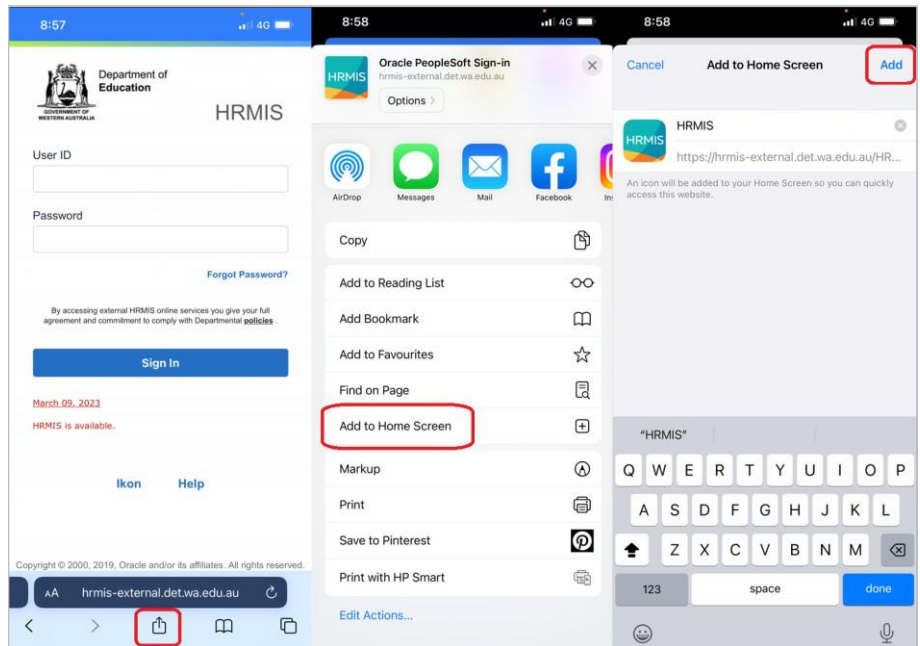 8:57
4G
GOVERNMENT OF
WESTERN AUSTRALIA
Department of
Education
HRMIS
User ID
Password
Forgot Password?
By accessing external HRMIS online services you give your full
agreement and commitment to comply with Departmental policies .
Sign In
March 09, 2023
HRMIS is available.
Ikon Help
Copyright © 2000, 2019, Oracle and/or its affiliates. All rights reserved.
AA hrmis-external.det.wa.edu.au
8:58
4G
HRMIS
Oracle PeopleSoft Sign-in
hrmis-external.det.wa.edu.au
Options >
AirDrop Messages Mail Facebook In
Copy
Add to Reading List
Add Bookmark
Add to Favourites
Find on Page
Add to Home Screen
Markup
Print
Save to Pinterest
Print with HP Smart
Edit Actions...
8:58
4G
Cancel Add to Home Screen Add
HRMIS
HRMIS
https://hrmis-external.det.wa.edu.au/HR...
An icon will be added to your Home Screen so you can quickly
access this website.
"HRMIS"
Q W E R T Y U I O P
A S D F G H J K L
Z X C V B N M
123 space done